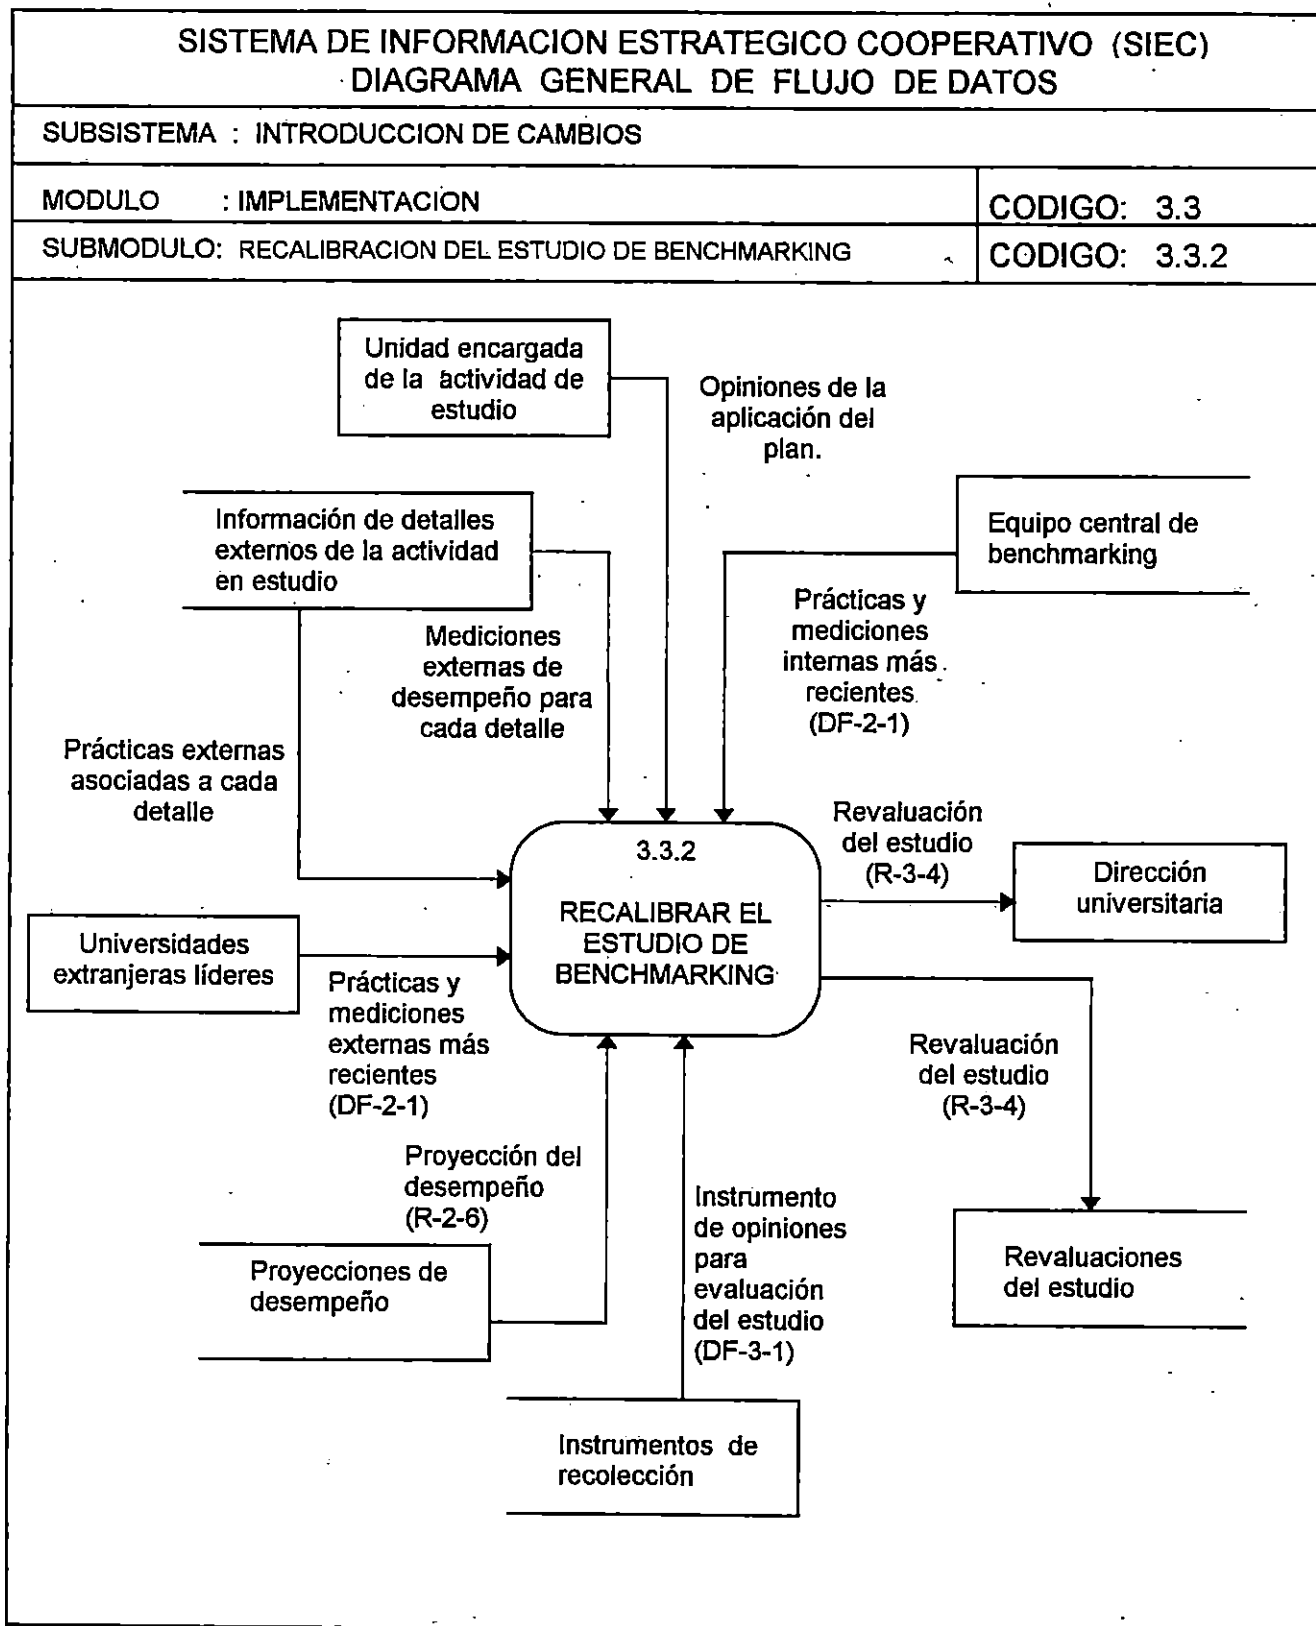 SISTEMA DE INFORMACION ESTRATEGICO COOPERATIVO (SIEC)
DIAGRAMA GENERAL DE FLUJO DE DATOS
SUBSISTEMA : INTRODUCCION DE CAMBIOS
MODULO : IMPLEMENTACION
CODIGO: 3.3
SUBMODULO: RECALIBRACION DEL ESTUDIO DE BENCHMARKING
CODIGO: 3.3.2
Unidad encargada
de la actividad de
estudio
Opiniones de la
aplicación del
plan.
Información de detalles
externos de la actividad
en estudio
Equipo central de
benchmarking
Mediciones
externas de
desempeño para
cada detalle
Prácticas y
mediciones
internas más
recientes
(DF-2-1)
Prácticas externas
asociadas a cada
detalle
3.3.2
RECALIBRAR EL
ESTUDIO DE
BENCHMARKING
Revaluación
del estudio
(R-3-4)
Dirección
universitaria
Universidades
extranjeras líderes
Prácticas y
mediciones
externas más
recientes
(DF-2-1)
Revaluación
del estudio
(R-3-4)
Proyección del
desempeño
(R-2-6)
Instrumento
de opiniones
para
evaluación
del estudio
(DF-3-1)
Proyecciones de
desempeño
Revaluaciones
del estudio
Instrumentos de
recolección